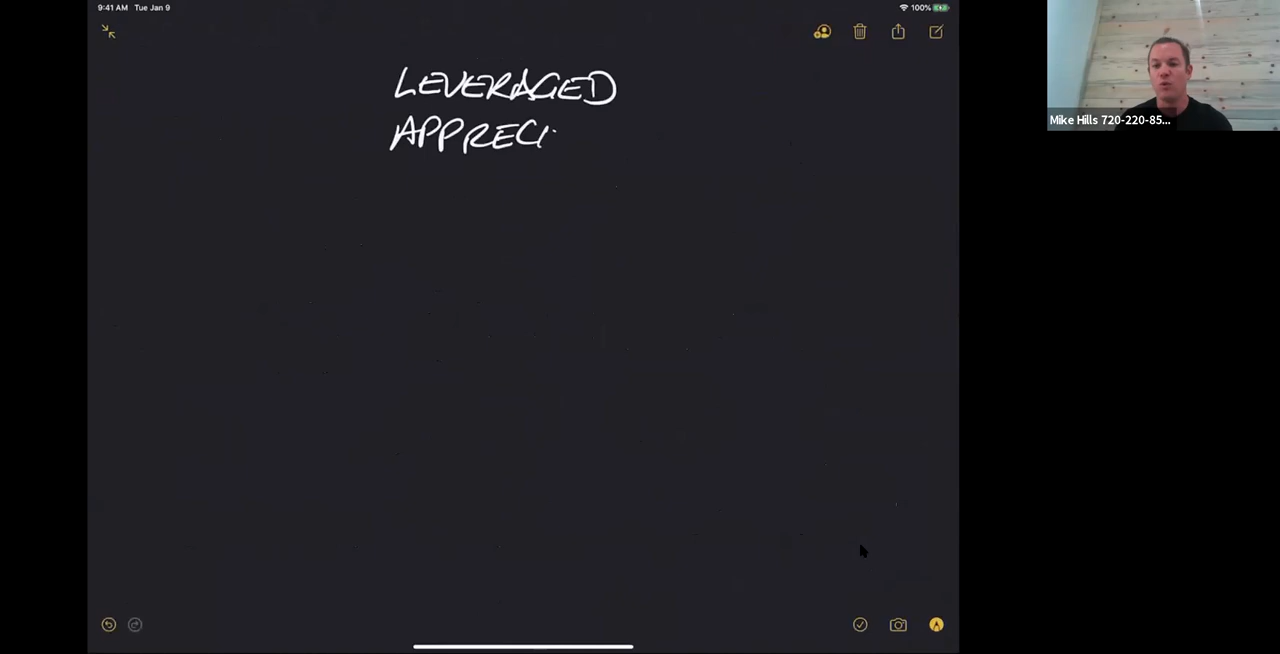 9:41 AM Tue Jan 9
100%
LEVERAGED
APPRECI
Mike Hills 720-220-85...